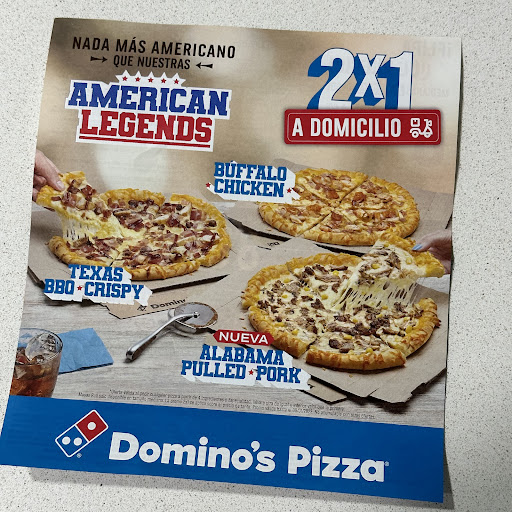 NADA MÁS AMERICANO
QUE NUESTRAS
AMERICAN
LEGENDS
2x1
A DOMICILIO
BUFFALO
CHICKEN
TEXAS
BBQ CRISPY
NUEVA
ALABAMA
PULLED PORK
Domino's Pizza